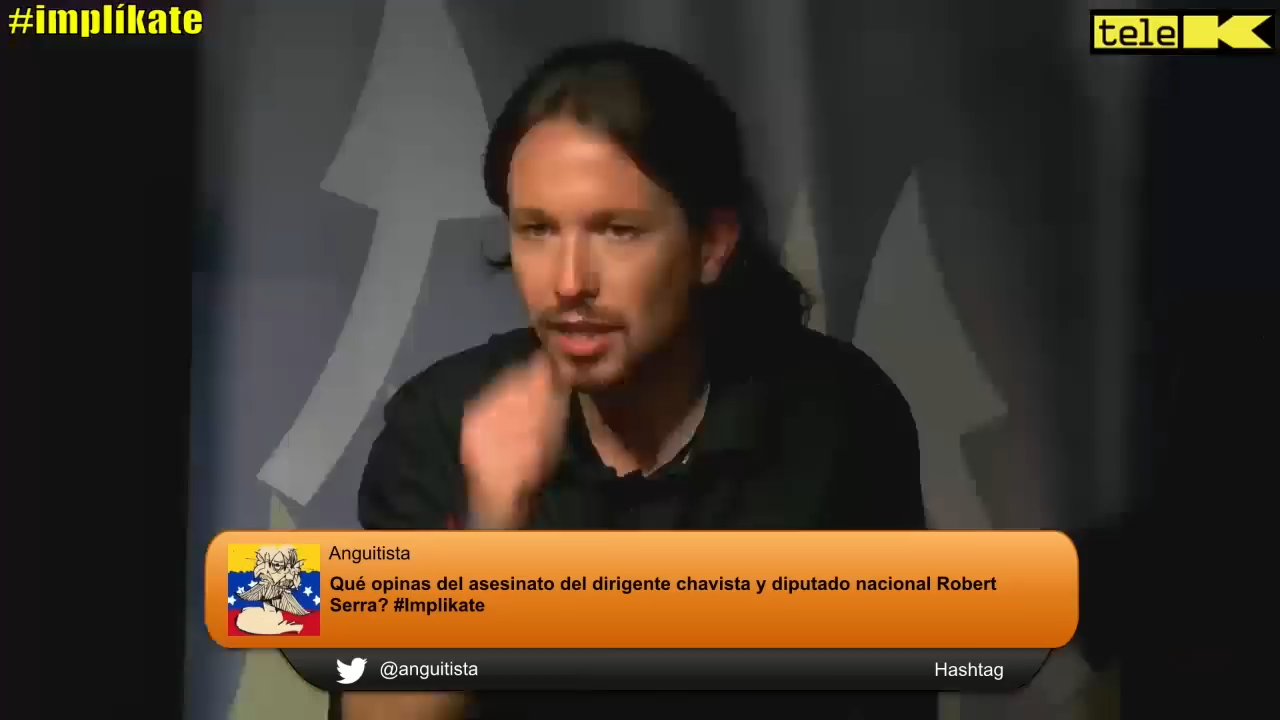 #implíkate
tele K
Anguitista
Qué opinas del asesinato del dirigente chavista y diputado nacional Robert
Serra? #Implikate
@anguitista
Hashtag